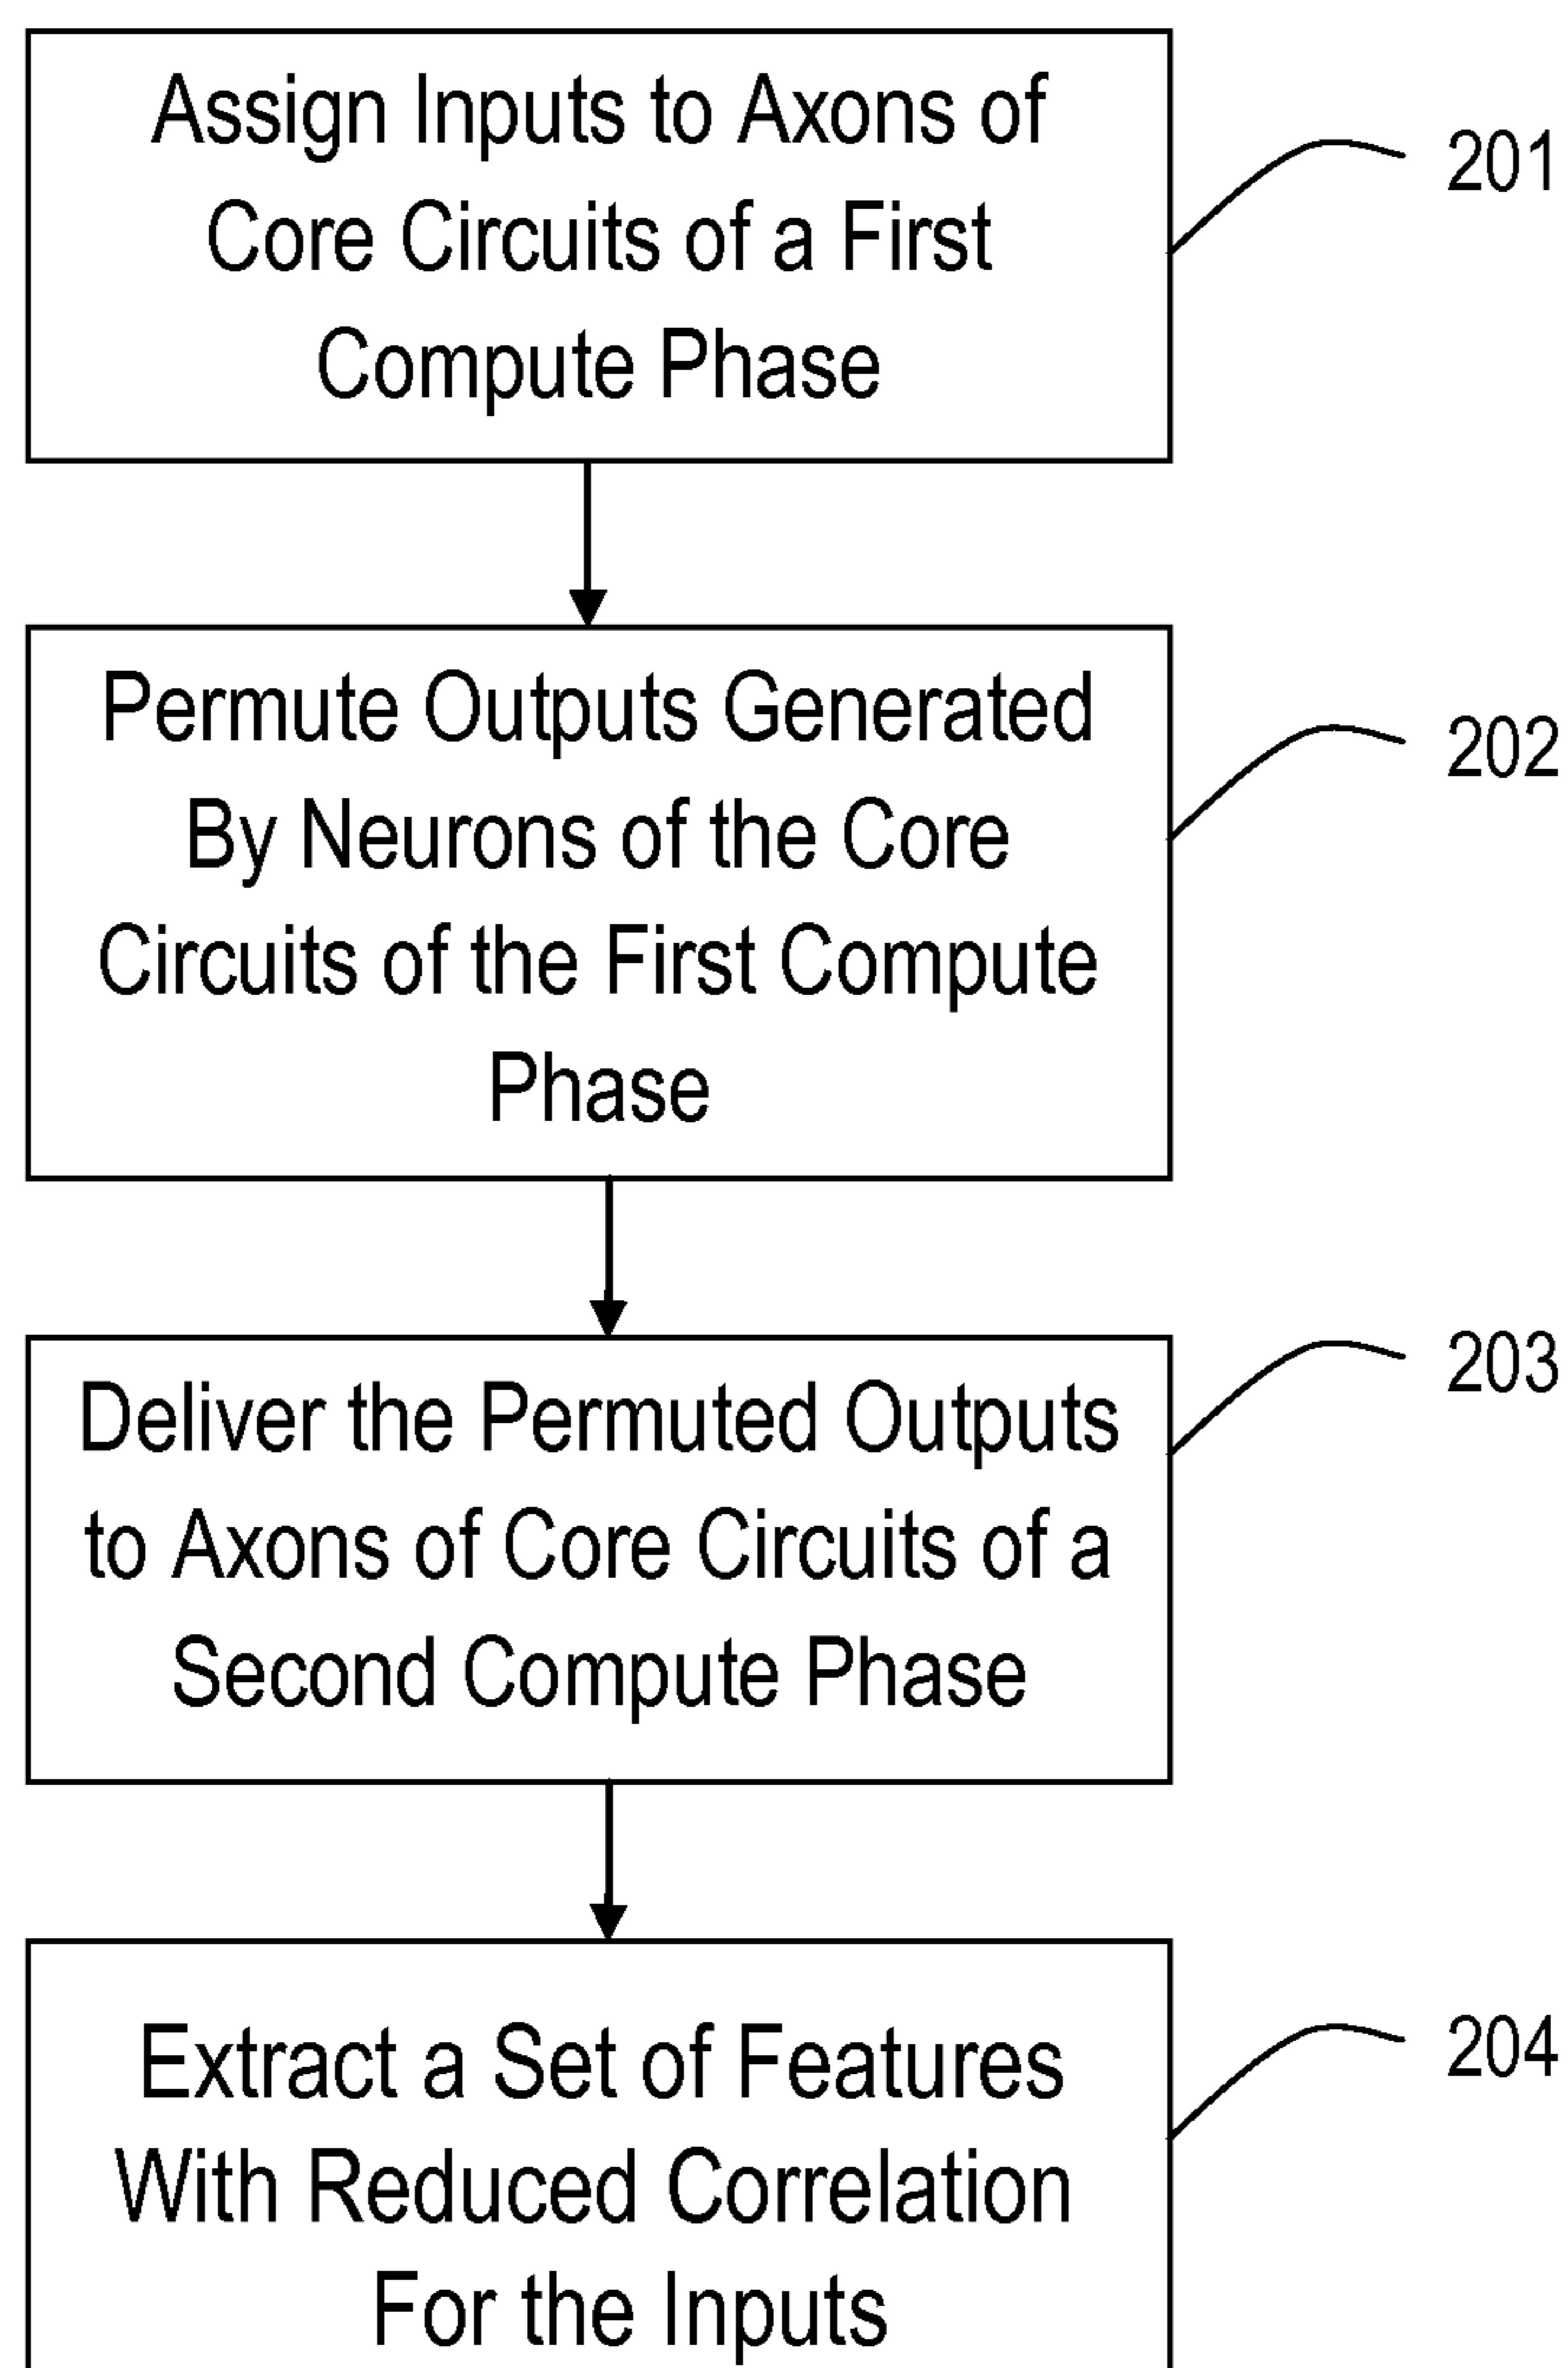 Assign Inputs to Axons of
Core Circuits of a First
Compute Phase
201
Permute Outputs Generated
By Neurons of the Core
Circuits of the First Compute
Phase
202
Deliver the Permuted Outputs
to Axons of Core Circuits of a
Second Compute Phase
203
Extract a Set of Features
With Reduced Correlation
For the Inputs
204